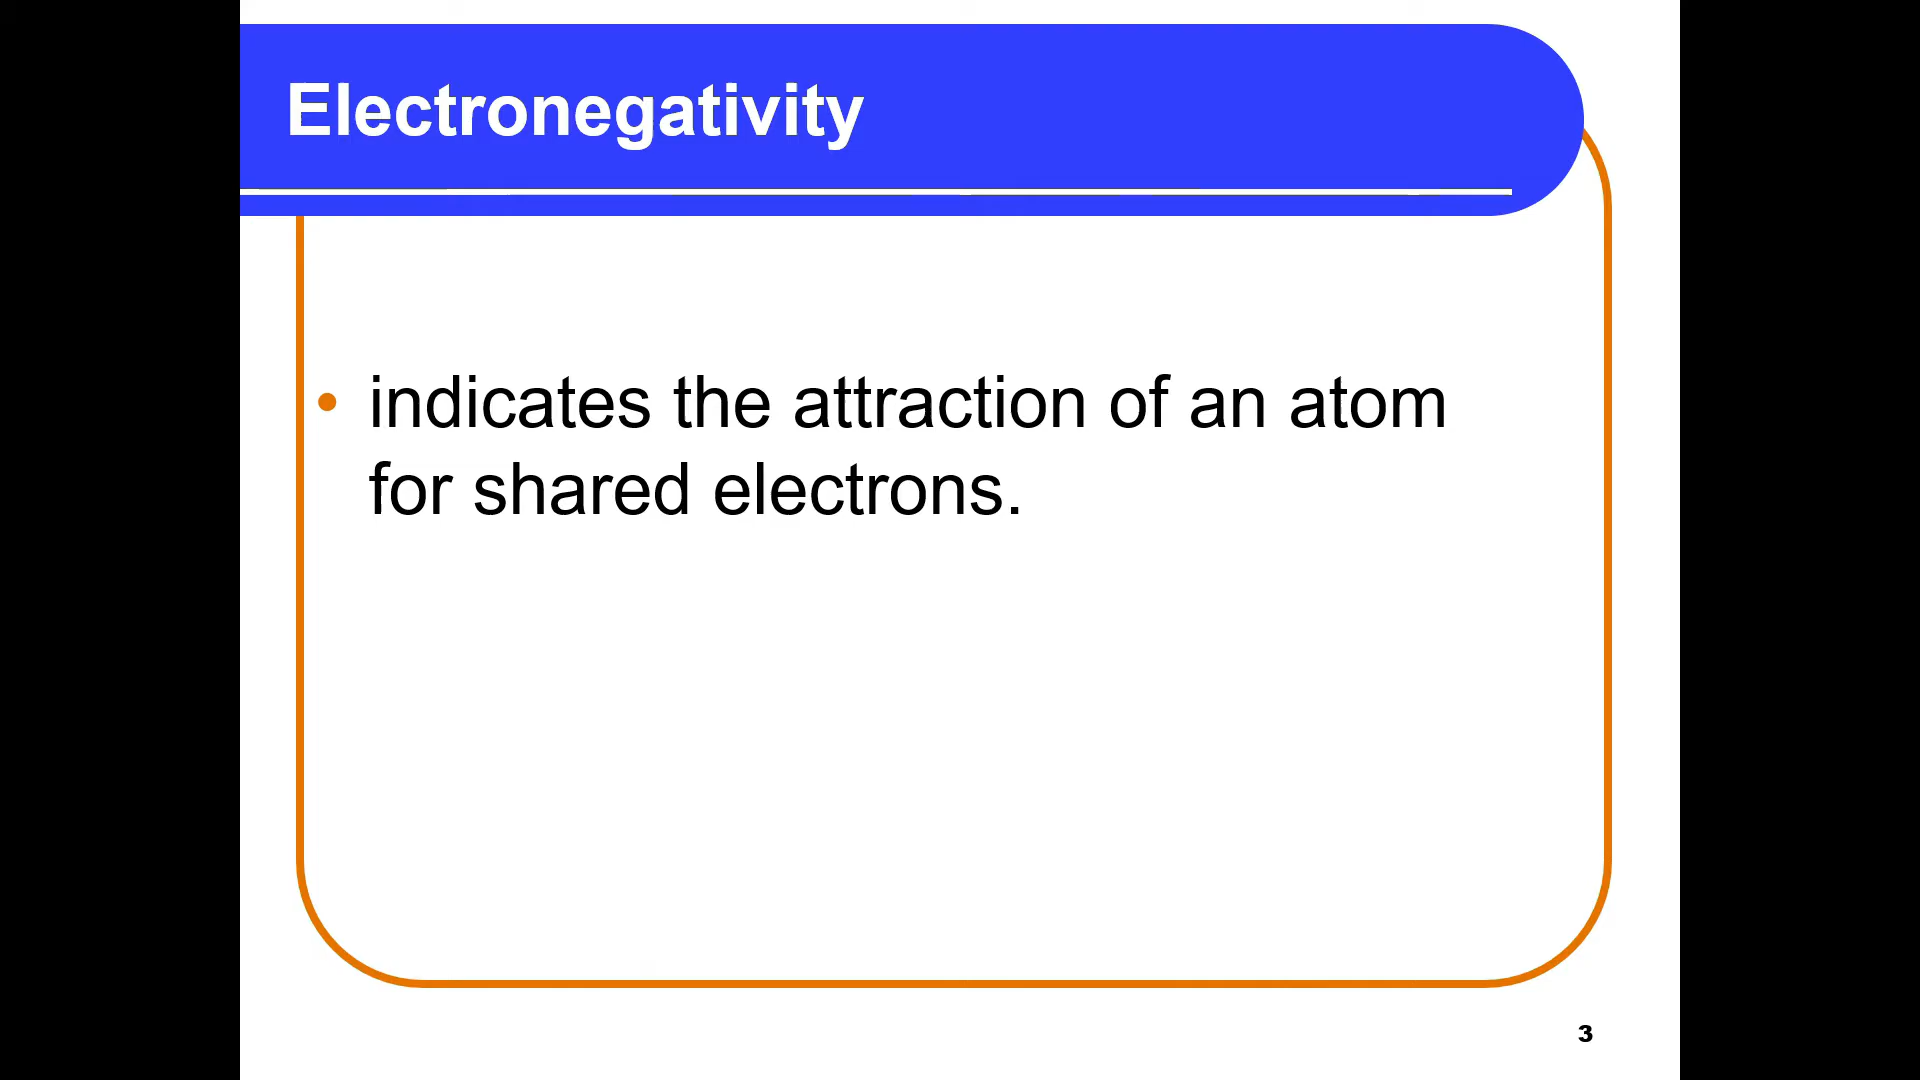 Electronegativity
• indicates the attraction of an atom
for shared electrons.
3